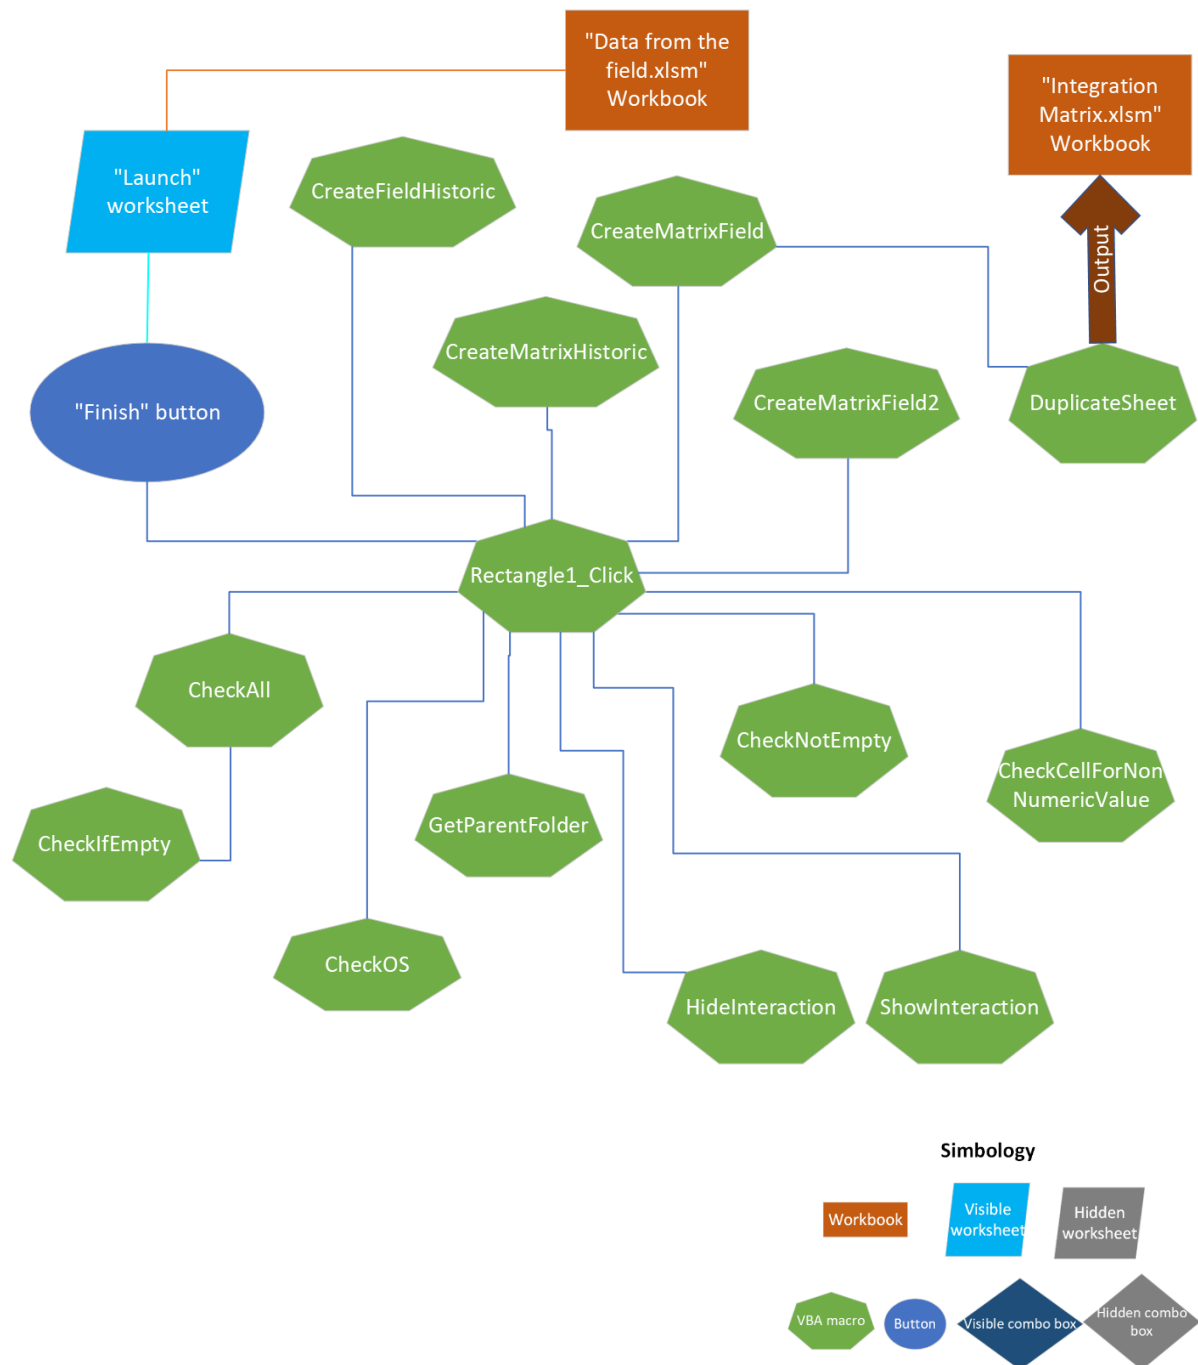 "Data from the
field.xlsm"
Workbook
"Integration
Matrix.xlsm"
Workbook
"Launch"
worksheet
CreateFieldHistoric
CreateMatrixField
Output
CreateMatrixHistoric
"Finish" button
CreateMatrixField2
DuplicateSheet
Rectangle1_Click
CheckAll
CheckNotEmpty
CheckCellForNon
NumericValue
GetParentFolder
CheckIfEmpty
CheckOS
HideInteraction
ShowInteraction
Simbology
Workbook
Visible
worksheet
Hidden
worksheet
VBA macro
Button
Visible combo box
Hidden combo
box